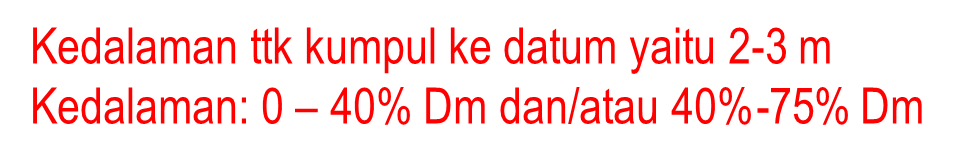 Kedalaman ttk kumpul ke datum yaitu 2-3 m
Kedalaman: 0 – 40% Dm dan/atau 40%-75% Dm